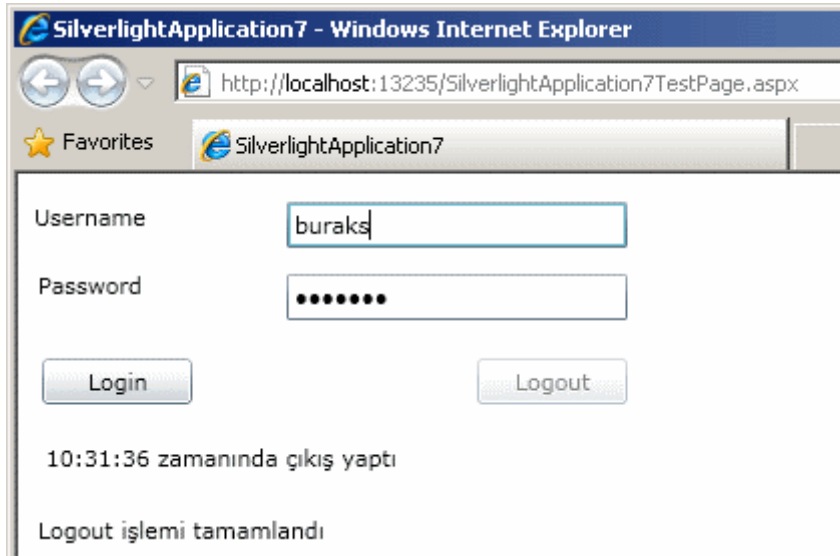 SilverlightApplication7 - Windows Internet Explorer
http://localhost:13235/SilverlightApplication7TestPage.aspx
Favorites
SilverlightApplication7
Username
buraks
Password
•••••••
Login
Logout
10:31:36 zamanında çıkış yaptı
Logout işlemi tamamlandı